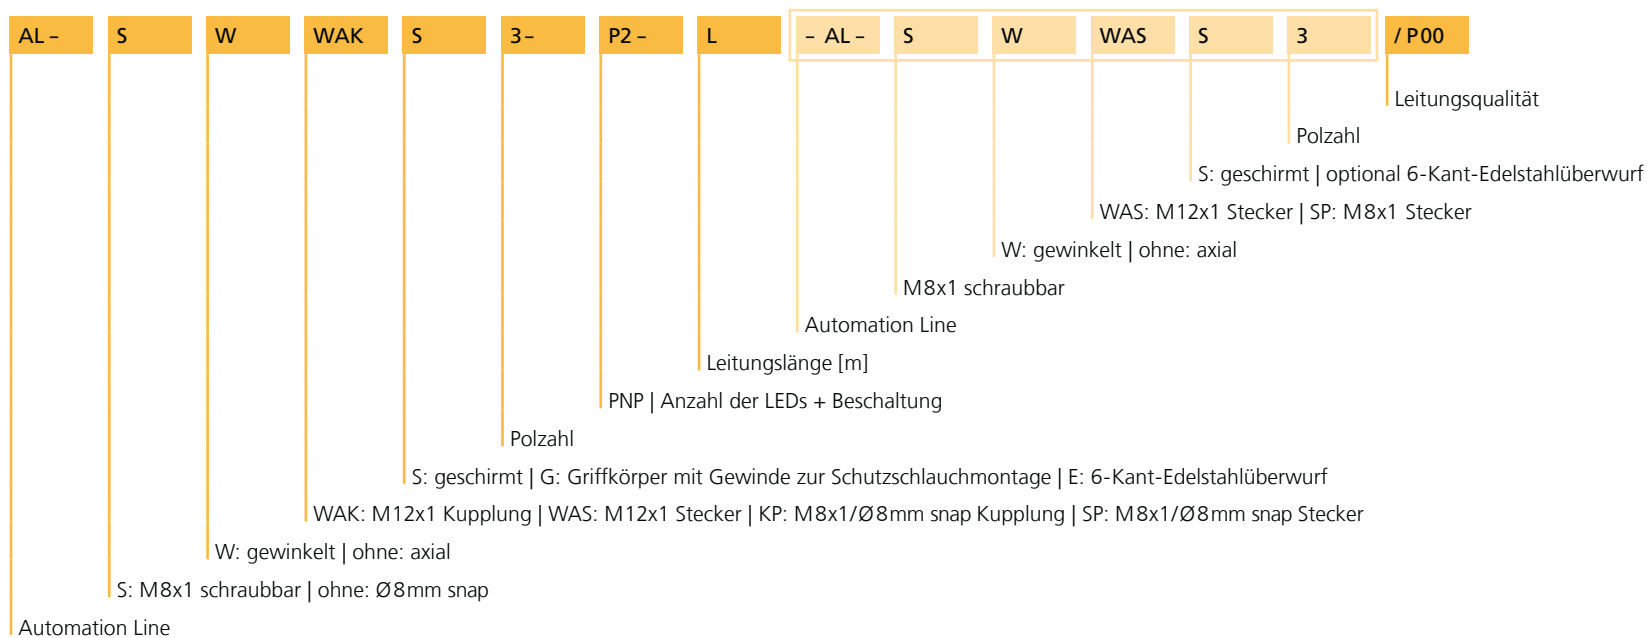 AL – S W WAK S 3 – P2 – L – AL – S W WAS S 3 / P00
Leitungsqualität
Polzahl
S: geschirmt | optional 6-Kant-Edelstahlüberwurf
WAS: M12x1 Stecker | SP: M8x1 Stecker
W: gewinkelt | ohne: axial
M8x1 schraubbar
Automation Line
Leitungslänge [m]
PNP | Anzahl der LEDs + Beschaltung
Polzahl
S: geschirmt | G: Griffkörper mit Gewinde zur Schutzschlauchmontage | E: 6-Kant-Edelstahlüberwurf
WAK: M12x1 Kupplung | WAS: M12x1 Stecker | KP: M8x1/Ø8mm snap Kupplung | SP: M8x1/Ø8mm snap Stecker
W: gewinkelt | ohne: axial
S: M8x1 schraubbar | ohne: Ø8mm snap
Automation Line